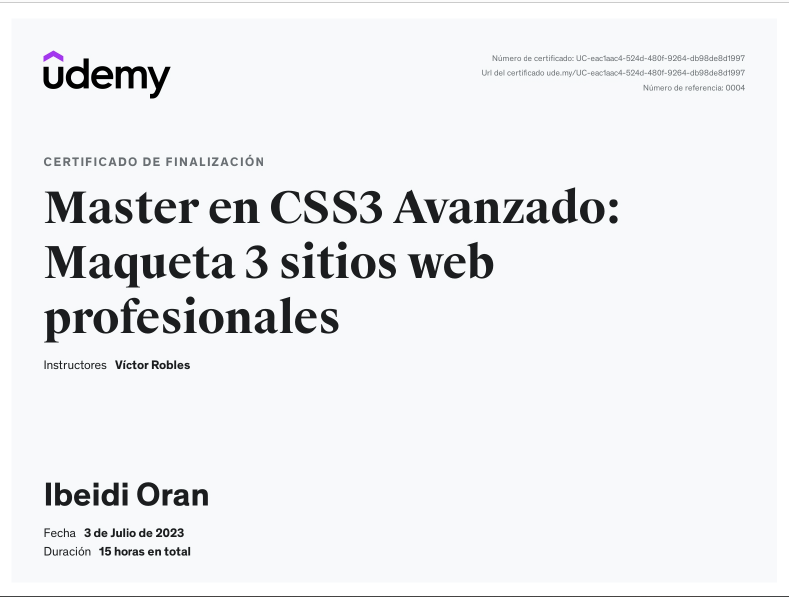 udemy
Número de certificado: UC-eac1aac4-524d-480f-9264-db98de8d1997
Url del certificado ude.my/UC-eac1aac4-524d-480f-9264-db98de8d1997
Número de referencia: 0004
CERTIFICADO DE FINALIZACIÓN
Master en CSS3 Avanzado:
Maqueta 3 sitios web
profesionales
Instructores Víctor Robles
Ibeidi Oran
Fecha 3 de Julio de 2023
Duración 15 horas en total